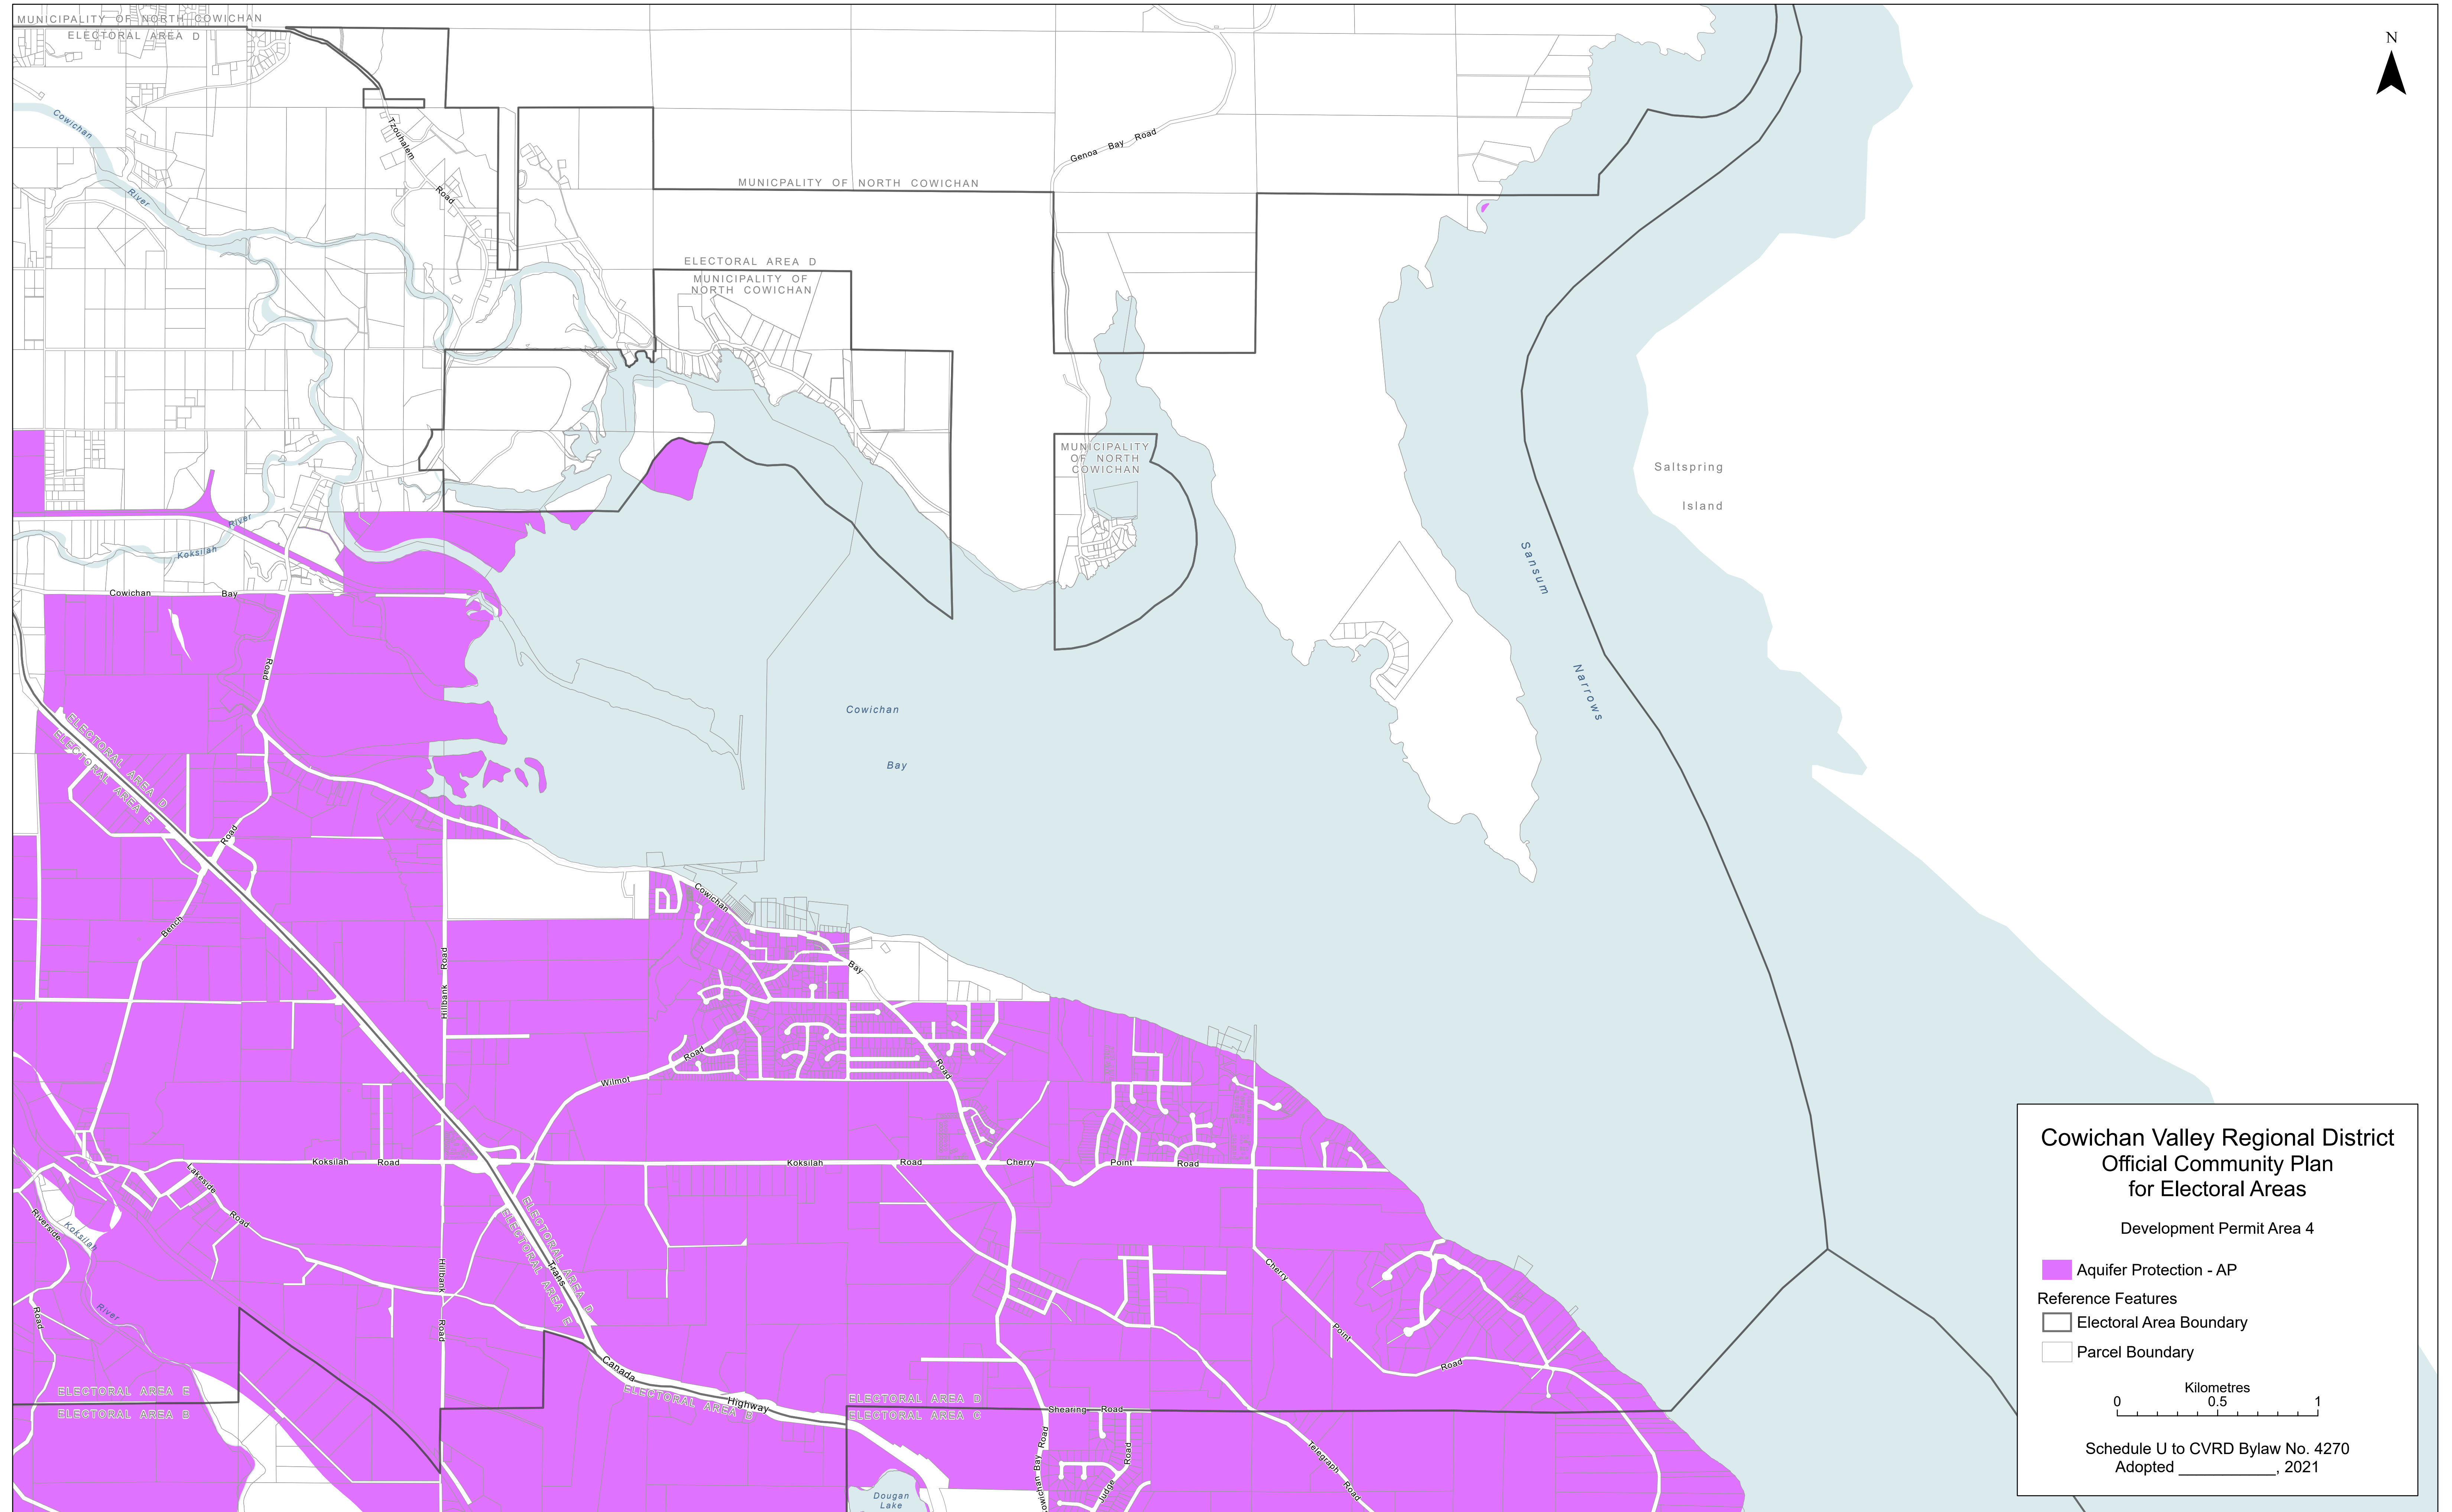 MUNICIPALITY OF NORTH COWICHAN
ELECTORAL AREA D
N
Cowichan
River
Tzouhalem
Road
Genoa Bay Road
MUNICPALITY OF NORTH COWICHAN
ELECTORAL AREA D
MUNICIPALITY OF
NORTH COWICHAN
MUNICIPALITY
OF NORTH
COWICHAN
Saltspring
Island
Sansum
Narrows
River
Koksilah
Cowichan Bay
Road
Cowichan
Bay
ELECTORAL AREA D
ELECTORAL AREA E
Road
Bench
Hillbank Road
Cowichan
Bay
Road
Wilmot Road
Koksilah Road
Koksilah Road
Cherry Point Road
Lakeside
Road
Riverside
Road
Koksilah
River
Hillbank
Road
ELECTORAL AREA D
ELECTORAL AREA E
Trans
Canada
Highway
ELECTORAL AREA B
Cherry
Point
Road
ELECTORAL AREA E
ELECTORAL AREA B
ELECTORAL AREA D
ELECTORAL AREA C
Shearing Road
Cowichan Bay Road
Judge
Road
Telegraph
Road
Dougan
Lake
Cowichan Valley Regional District
Official Community Plan
for Electoral Areas
Development Permit Area 4
Aquifer Protection - AP
Reference Features
Electoral Area Boundary
Parcel Boundary
Kilometres
0 0.5 1
Schedule U to CVRD Bylaw No. 4270
Adopted ___________, 2021